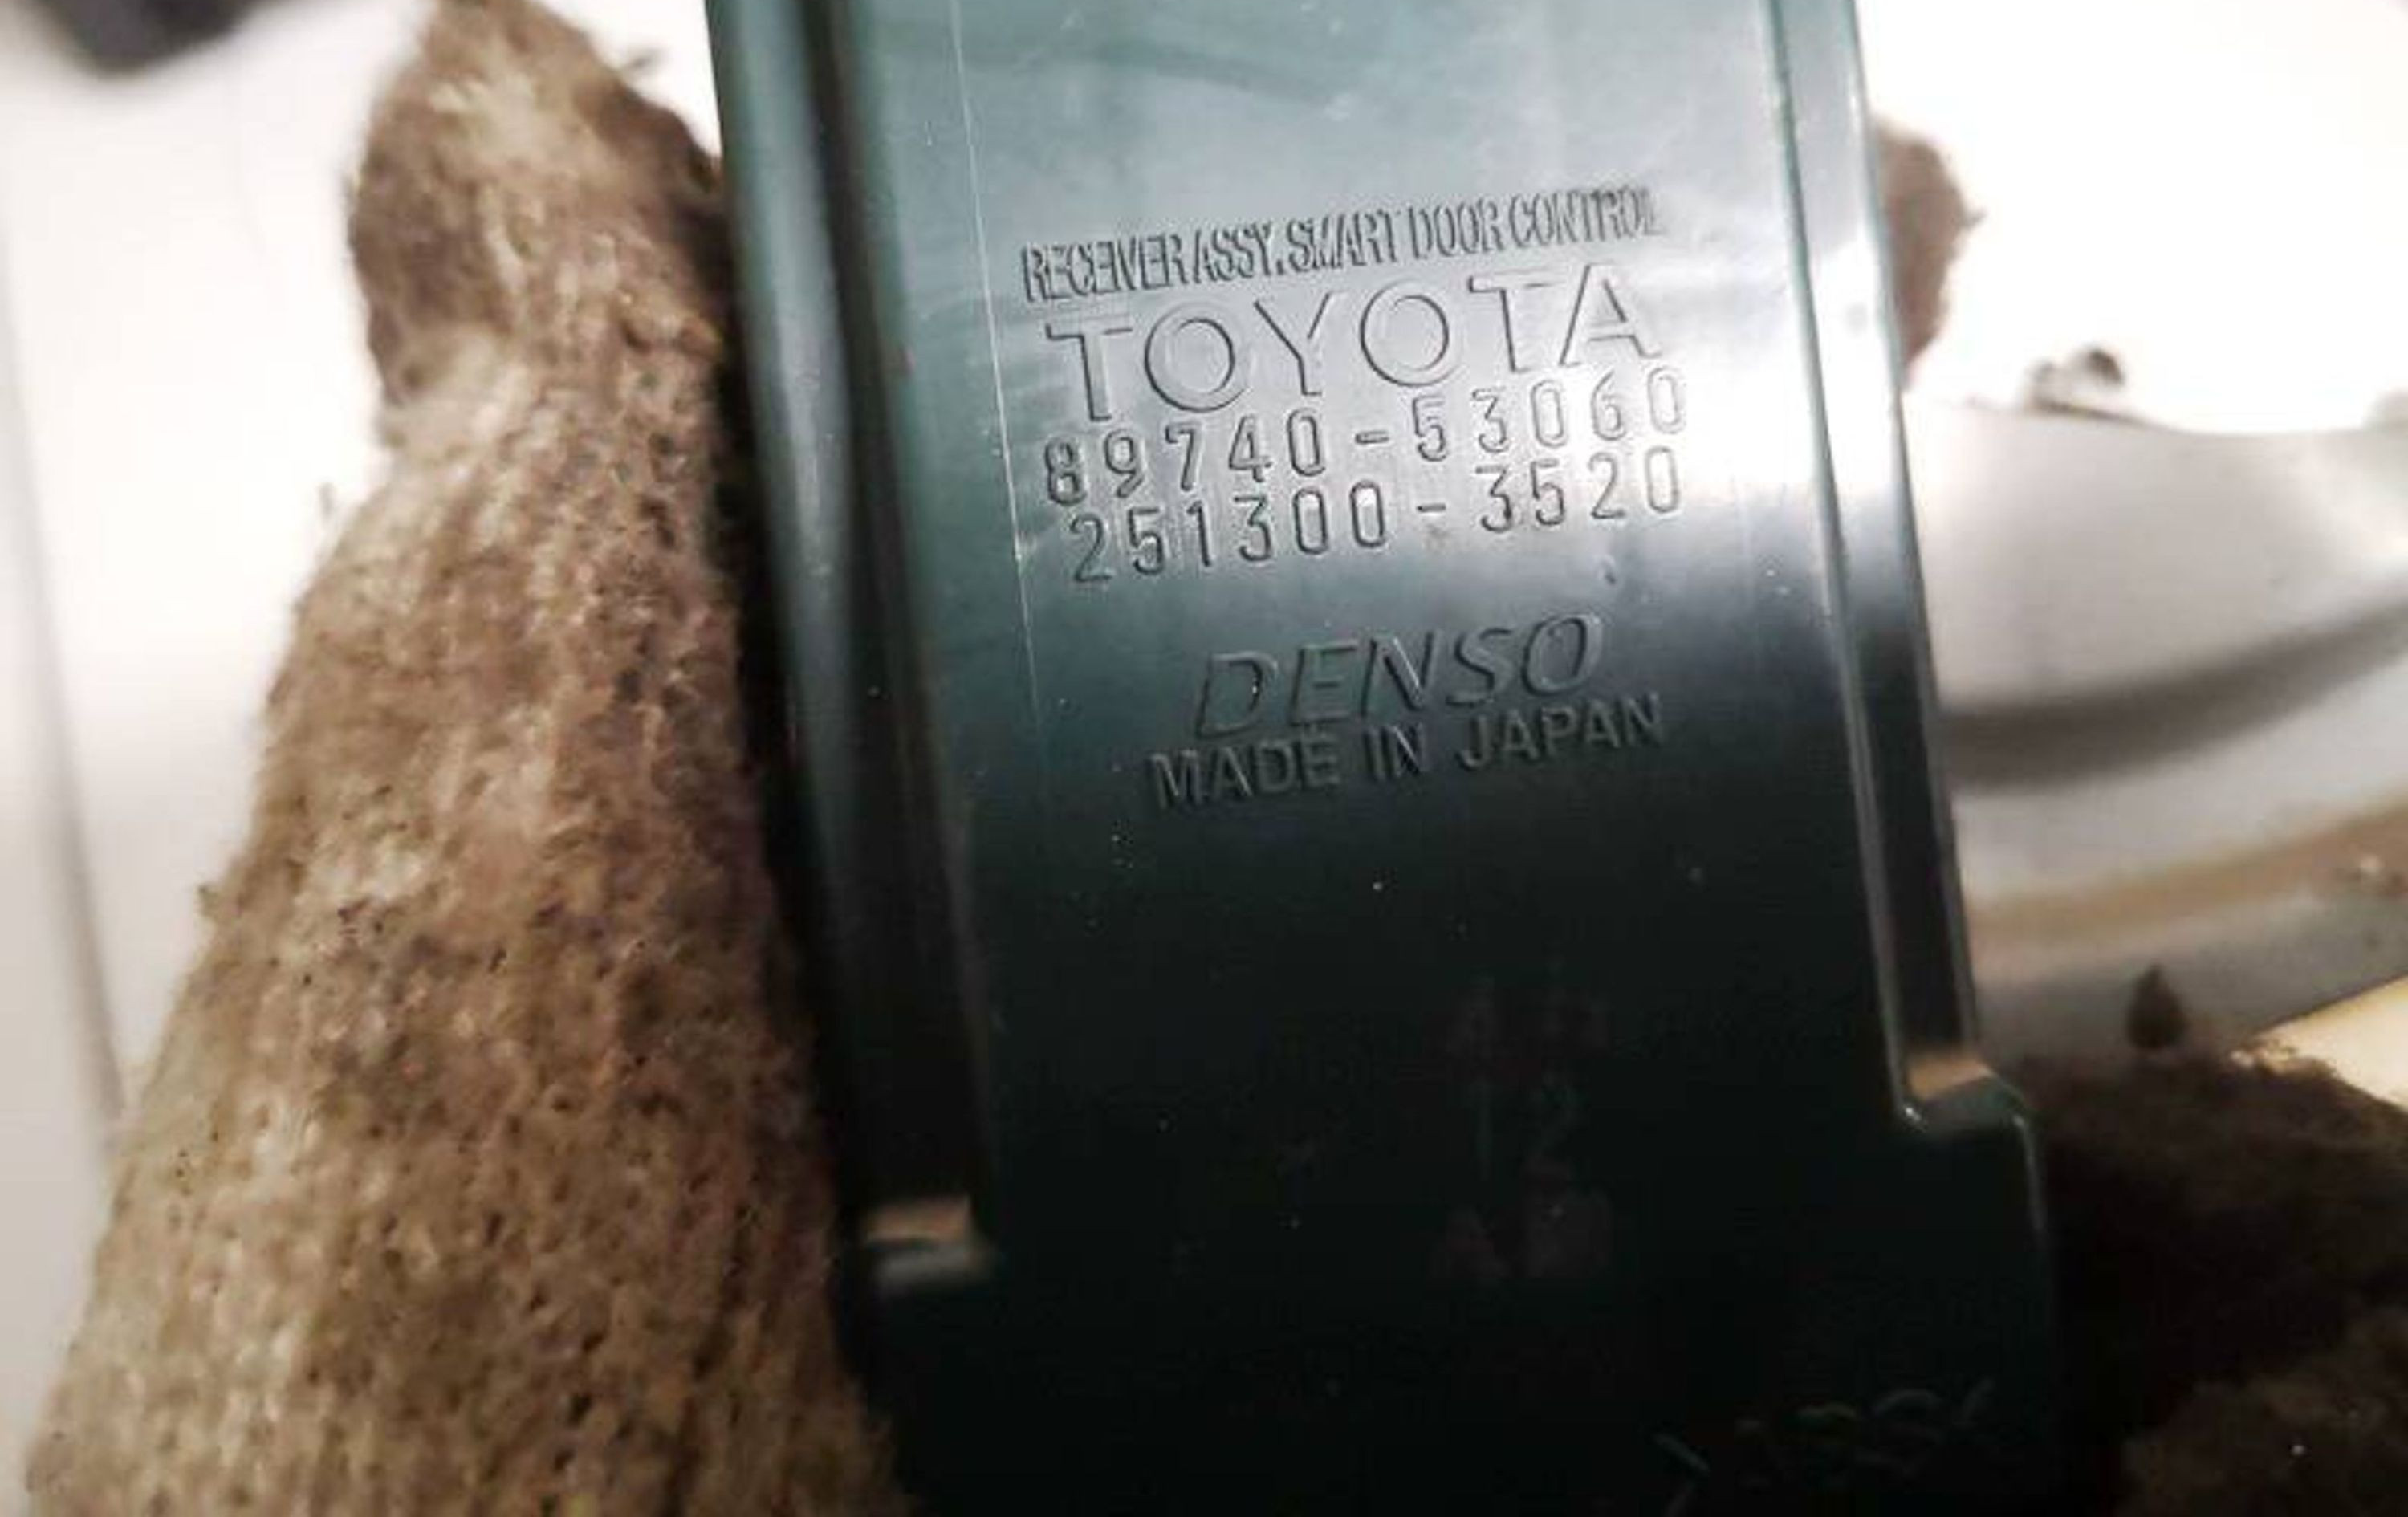 RECEIVER ASSY. SMART DOOR CONTROL
TOYOTA
89740-53060
251300-3520
DENSO
MADE IN JAPAN